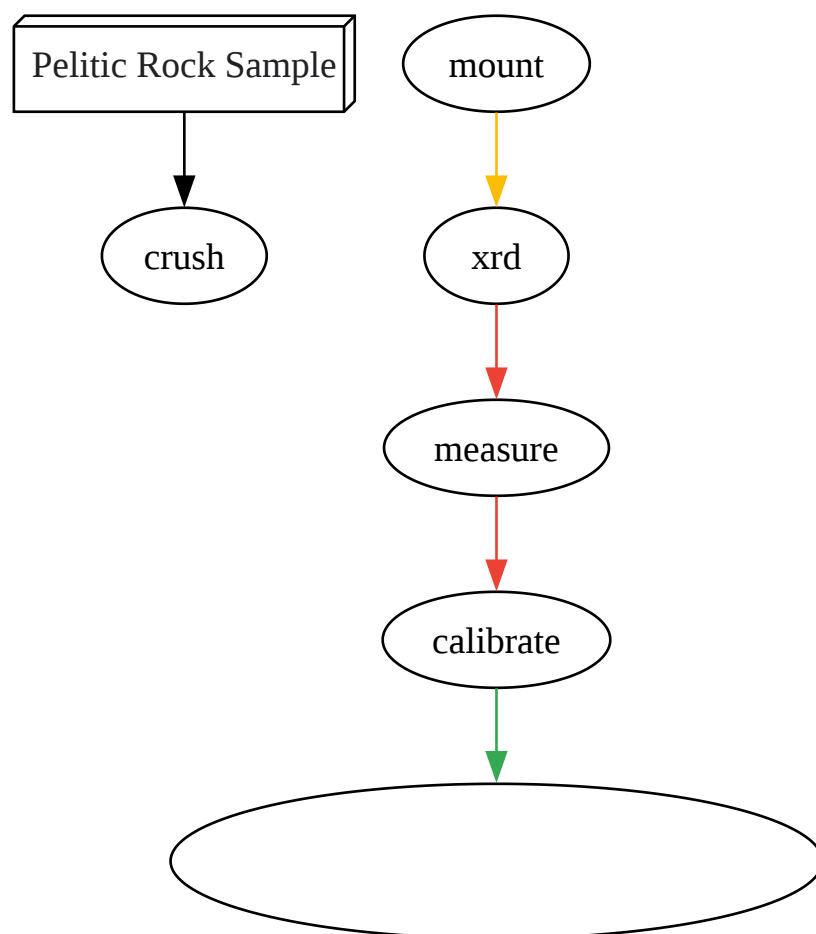 Pelitic Rock Sample
mount
crush
xrd
measure
calibrate